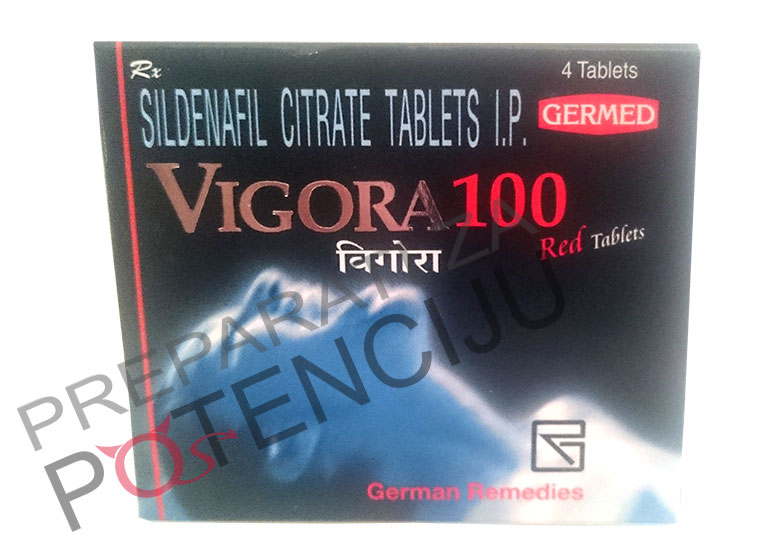 Rx
4 Tablets
SILDENAFIL CITRATE TABLETS I.P.
GERMED
VIGORA 100
Red Tablets
विगोरा
PREPARATI ZA
POTENCIJU
German Remedies